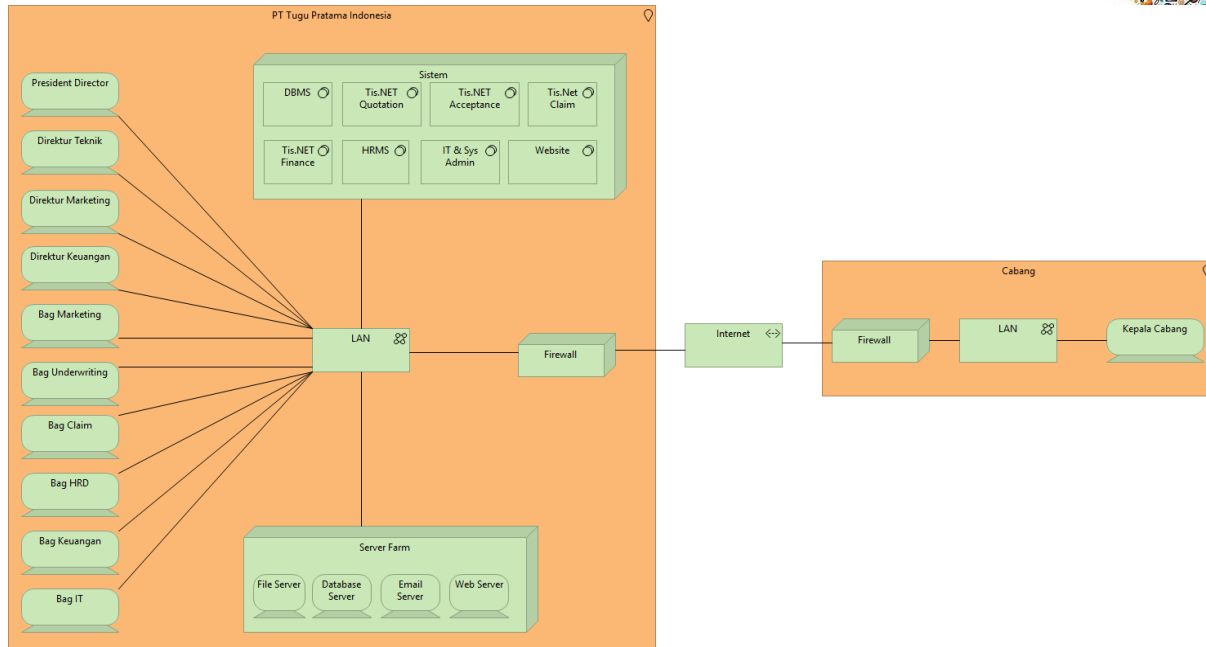 PT Tugu Pratama Indonesia
President Director
Direktur Teknik
Direktur Marketing
Direktur Keuangan
Bag Marketing
Bag Underwriting
Bag Claim
Bag HRD
Bag Keuangan
Bag IT
Sistem
DBMS
Tis.NET
Quotation
Tis.NET
Acceptance
Tis.Net
Claim
Tis.NET
Finance
HRMS
IT & Sys
Admin
Website
LAN
Firewall
Server Farm
File Server
Database
Server
Email
Server
Web Server
Internet
Cabang
Firewall
LAN
Kepala Cabang